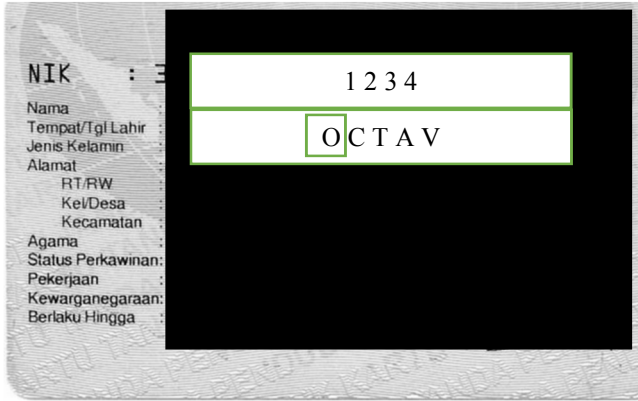 NIK :
1 2 3 4
Nama :
O C T A V
Tempat/Tgl Lahir :
Jenis Kelamin :
Alamat :
RT/RW :
Kel/Desa :
Kecamatan :
Agama :
Status Perkawinan:
Pekerjaan :
Kewarganegaraan:
Berlaku Hingga :